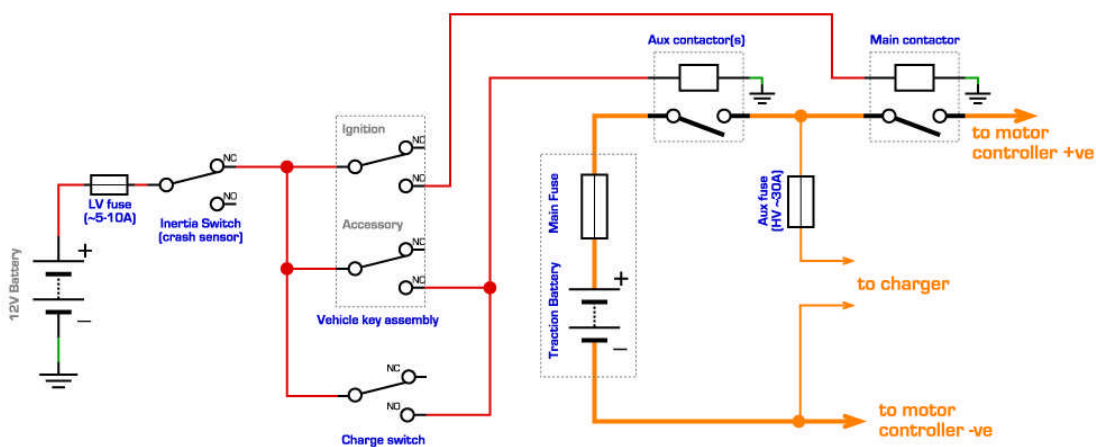 Aux contactor(s)
Main contactor
Ignition
NC
NO
to motor
controller +ve
NC
NO
LV fuse
(~5-10A)
Inertia Switch
(crash sensor)
Main Fuse
Aux fuse
(HV ~30A)
Accessory
NC
NO
12V Battery
+
−
Vehicle key assembly
Traction Battery
+
−
to charger
NC
NO
Charge switch
to motor
controller -ve